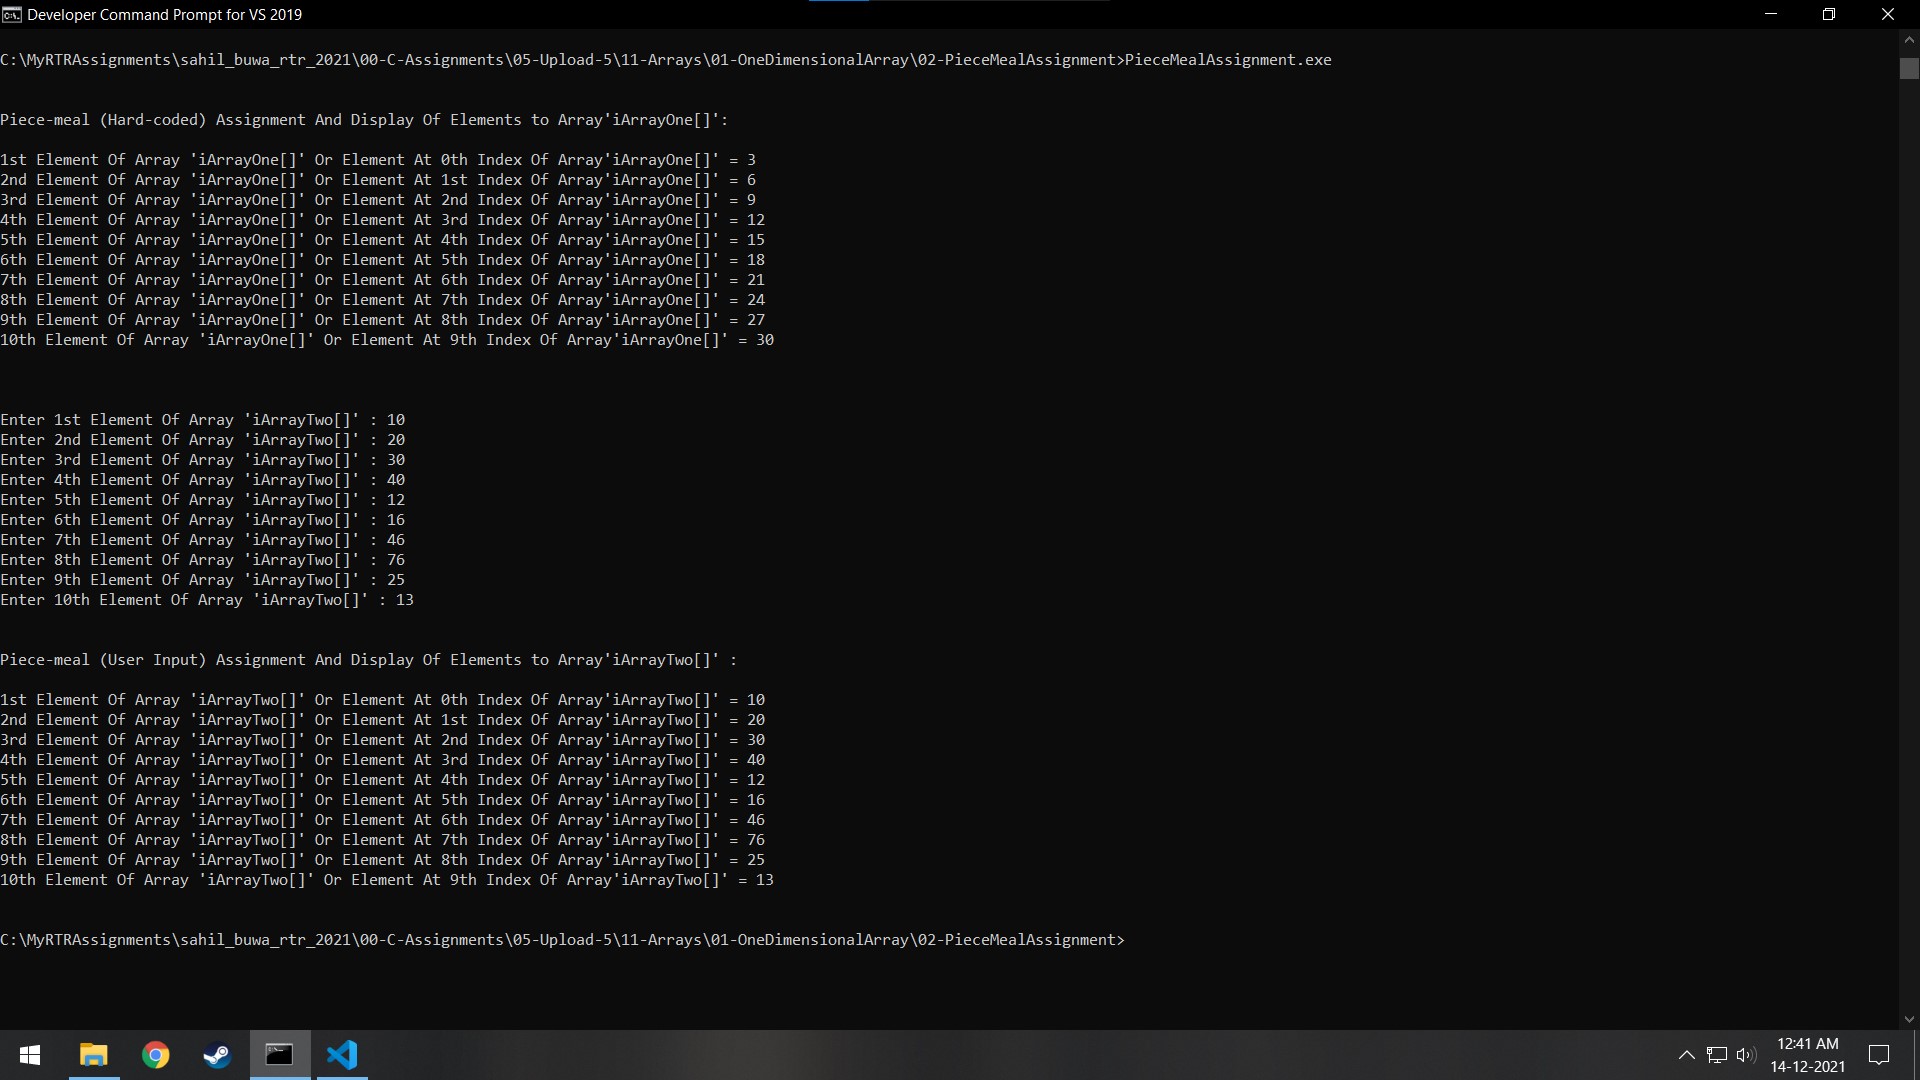 Developer Command Prompt for VS 2019
C:\MyRTRAssignments\sahil_buwa_rtr_2021\00-C-Assignments\05-Upload-5\11-Arrays\01-OneDimensionalArray\02-PieceMealAssignment>PieceMealAssignment.exe
Piece-meal (Hard-coded) Assignment And Display Of Elements to Array'iArrayOne[]':
1st Element Of Array 'iArrayOne[]' Or Element At 0th Index Of Array'iArrayOne[]' = 3
2nd Element Of Array 'iArrayOne[]' Or Element At 1st Index Of Array'iArrayOne[]' = 6
3rd Element Of Array 'iArrayOne[]' Or Element At 2nd Index Of Array'iArrayOne[]' = 9
4th Element Of Array 'iArrayOne[]' Or Element At 3rd Index Of Array'iArrayOne[]' = 12
5th Element Of Array 'iArrayOne[]' Or Element At 4th Index Of Array'iArrayOne[]' = 15
6th Element Of Array 'iArrayOne[]' Or Element At 5th Index Of Array'iArrayOne[]' = 18
7th Element Of Array 'iArrayOne[]' Or Element At 6th Index Of Array'iArrayOne[]' = 21
8th Element Of Array 'iArrayOne[]' Or Element At 7th Index Of Array'iArrayOne[]' = 24
9th Element Of Array 'iArrayOne[]' Or Element At 8th Index Of Array'iArrayOne[]' = 27
10th Element Of Array 'iArrayOne[]' Or Element At 9th Index Of Array'iArrayOne[]' = 30
Enter 1st Element Of Array 'iArrayTwo[]' : 10
Enter 2nd Element Of Array 'iArrayTwo[]' : 20
Enter 3rd Element Of Array 'iArrayTwo[]' : 30
Enter 4th Element Of Array 'iArrayTwo[]' : 40
Enter 5th Element Of Array 'iArrayTwo[]' : 12
Enter 6th Element Of Array 'iArrayTwo[]' : 16
Enter 7th Element Of Array 'iArrayTwo[]' : 46
Enter 8th Element Of Array 'iArrayTwo[]' : 76
Enter 9th Element Of Array 'iArrayTwo[]' : 25
Enter 10th Element Of Array 'iArrayTwo[]' : 13
Piece-meal (User Input) Assignment And Display Of Elements to Array'iArrayTwo[]' :
1st Element Of Array 'iArrayTwo[]' Or Element At 0th Index Of Array'iArrayTwo[]' = 10
2nd Element Of Array 'iArrayTwo[]' Or Element At 1st Index Of Array'iArrayTwo[]' = 20
3rd Element Of Array 'iArrayTwo[]' Or Element At 2nd Index Of Array'iArrayTwo[]' = 30
4th Element Of Array 'iArrayTwo[]' Or Element At 3rd Index Of Array'iArrayTwo[]' = 40
5th Element Of Array 'iArrayTwo[]' Or Element At 4th Index Of Array'iArrayTwo[]' = 12
6th Element Of Array 'iArrayTwo[]' Or Element At 5th Index Of Array'iArrayTwo[]' = 16
7th Element Of Array 'iArrayTwo[]' Or Element At 6th Index Of Array'iArrayTwo[]' = 46
8th Element Of Array 'iArrayTwo[]' Or Element At 7th Index Of Array'iArrayTwo[]' = 76
9th Element Of Array 'iArrayTwo[]' Or Element At 8th Index Of Array'iArrayTwo[]' = 25
10th Element Of Array 'iArrayTwo[]' Or Element At 9th Index Of Array'iArrayTwo[]' = 13
C:\MyRTRAssignments\sahil_buwa_rtr_2021\00-C-Assignments\05-Upload-5\11-Arrays\01-OneDimensionalArray\02-PieceMealAssignment>
12:41 AM
14-12-2021